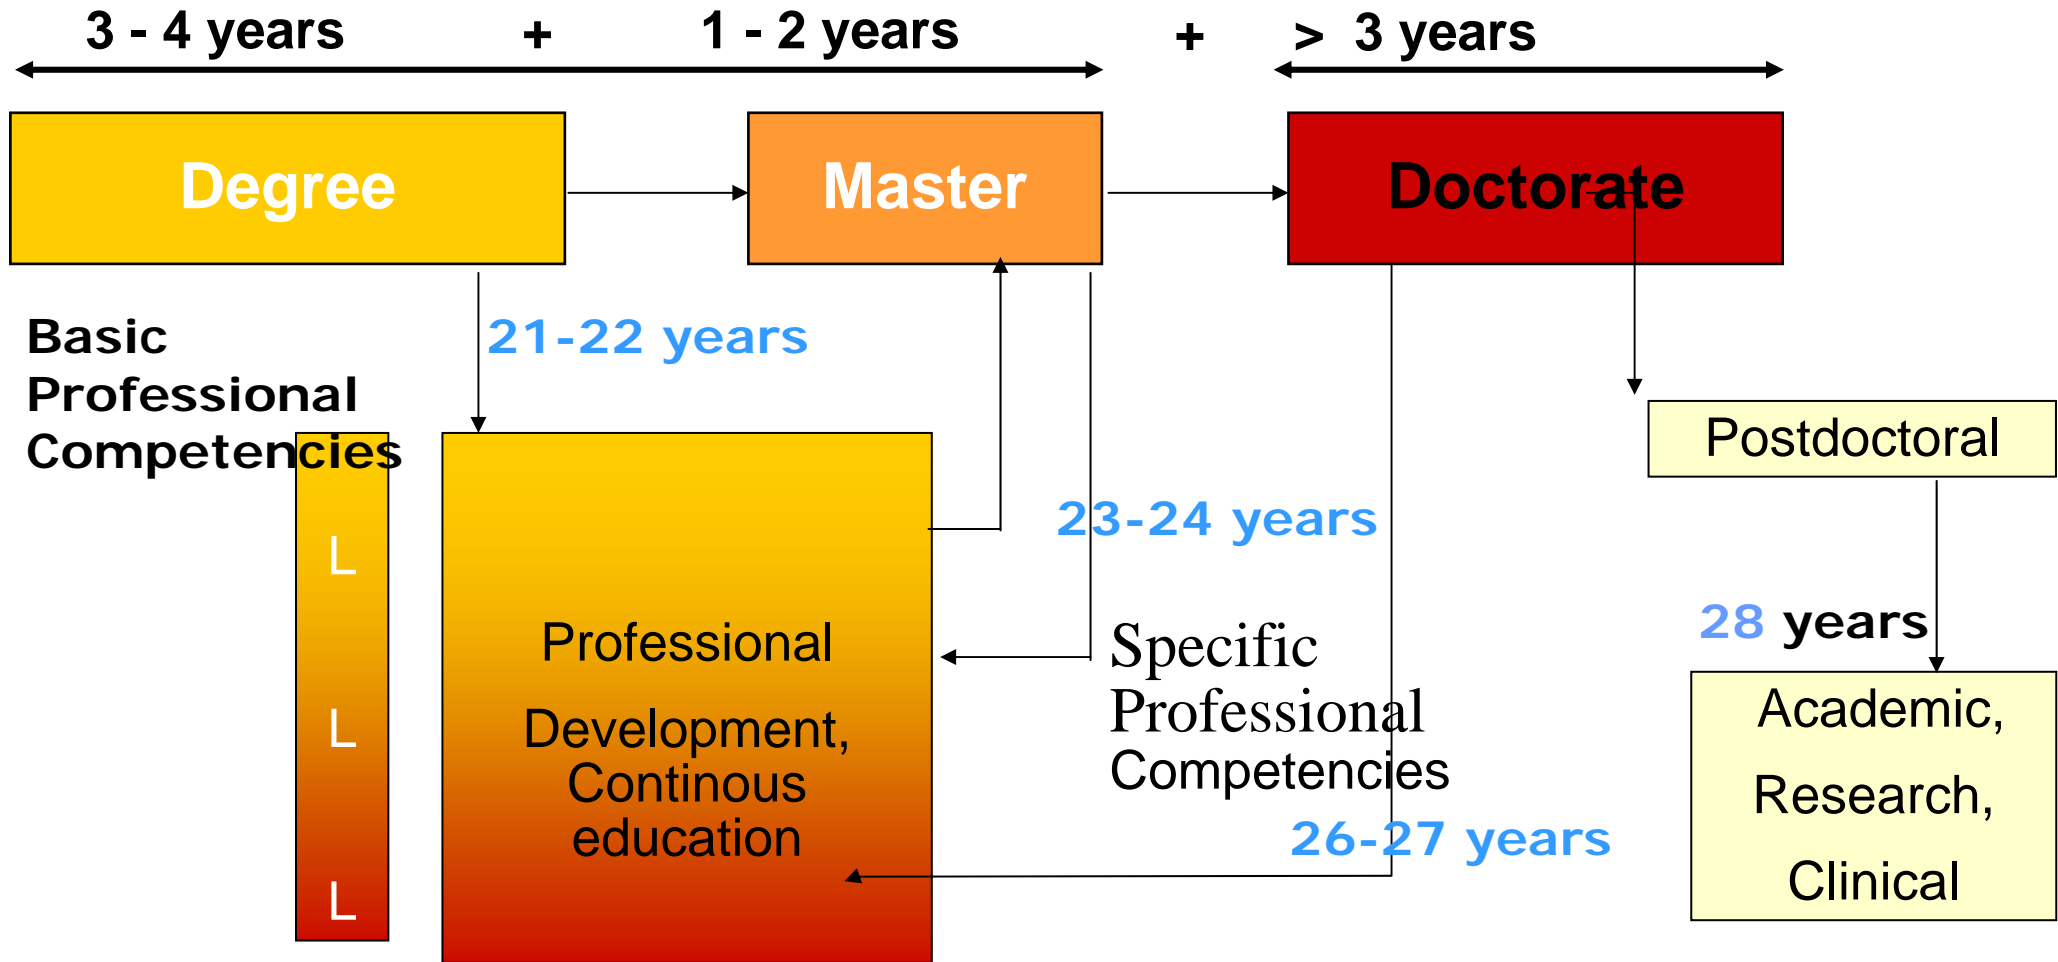 3 - 4 years + 1 - 2 years + > 3 years
Degree
Master
Doctorate
Basic
Professional
Competencies
21-22 years
L
L
L
Professional
Development,
Continous
education
23-24 years
Specific
Professional
Competencies
26-27 years
Postdoctoral
28 years
Academic,
Research,
Clinical